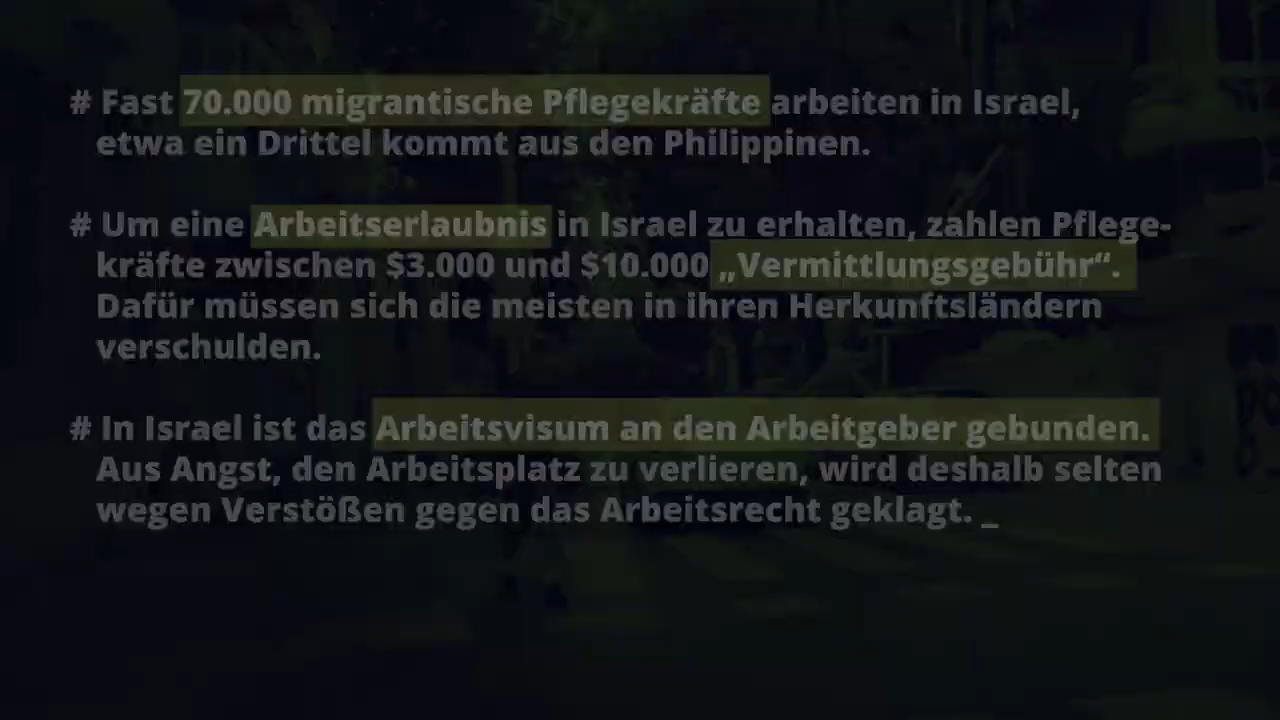 # Fast 70.000 migrantische Pflegekräfte arbeiten in Israel,
etwa ein Drittel kommt aus den Philippinen.
# Um eine Arbeitserlaubnis in Israel zu erhalten, zahlen Pflege-
kräfte zwischen $3.000 und $10.000 „Vermittlungsgebühr“.
Dafür müssen sich die meisten in ihren Herkunftsländern
verschulden.
# In Israel ist das Arbeitsvisum an den Arbeitgeber gebunden.
Aus Angst, den Arbeitsplatz zu verlieren, wird deshalb selten
wegen Verstößen gegen das Arbeitsrecht geklagt. _